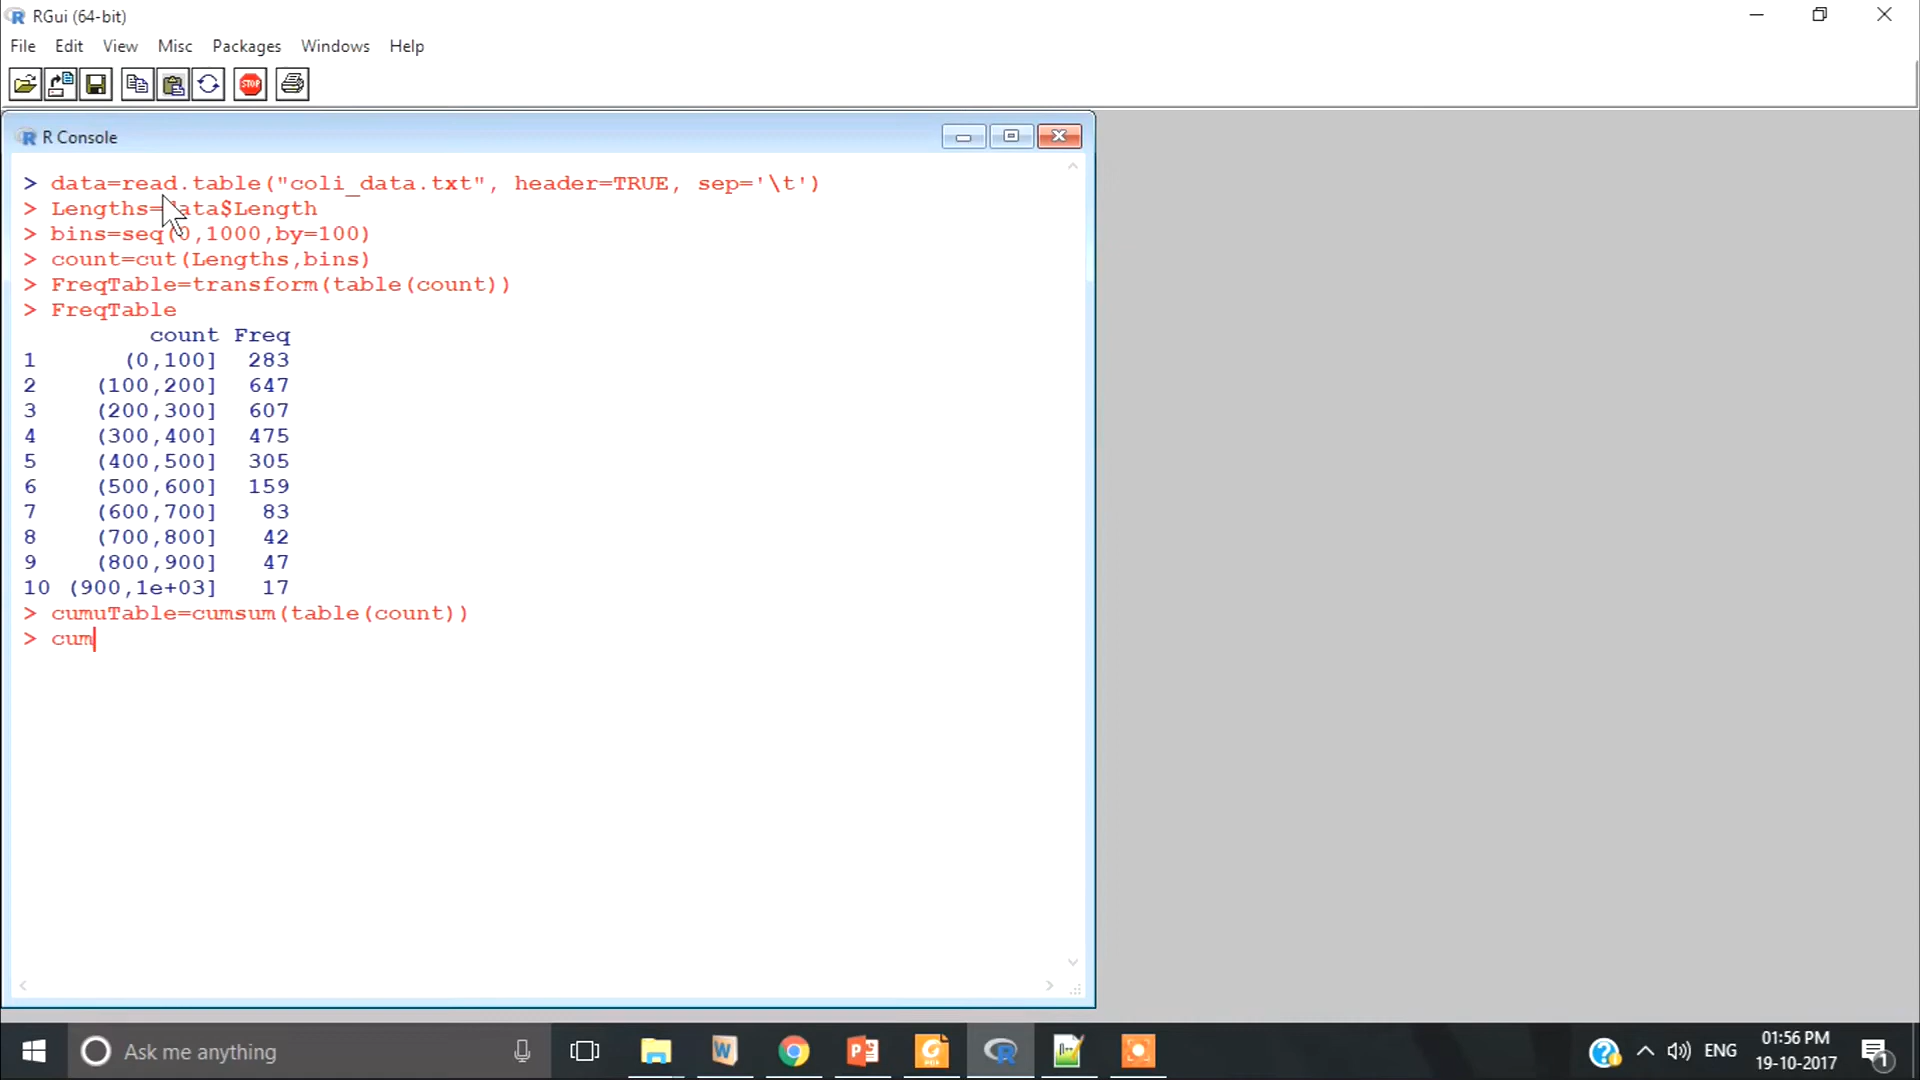 RGui (64-bit)
File Edit View Misc Packages Windows Help
STOP
R Console
> data=read.table("coli_data.txt", header=TRUE, sep='\t')
> Lengths=data$Length
> bins=seq(0,1000,by=100)
> count=cut(Lengths,bins)
> FreqTable=transform(table(count))
> FreqTable
count Freq
1 (0,100] 283
2 (100,200] 647
3 (200,300] 607
4 (300,400] 475
5 (400,500] 305
6 (500,600] 159
7 (600,700] 83
8 (700,800] 42
9 (800,900] 47
10 (900,1e+03] 17
> cumuTable=cumsum(table(count))
> cum
Ask me anything
ENG
01:56 PM
19-10-2017
1